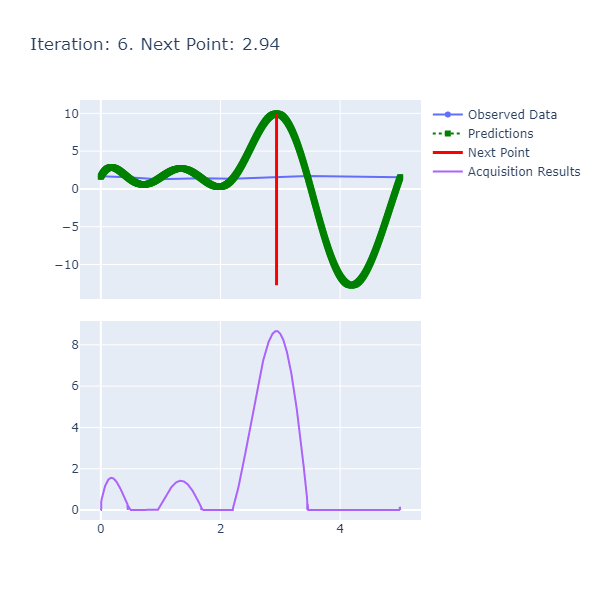 Iteration: 6. Next Point: 2.94
10
5
0
−5
−10
Observed Data
Predictions
Next Point
Acquisition Results
8
6
4
2
0
0 2 4